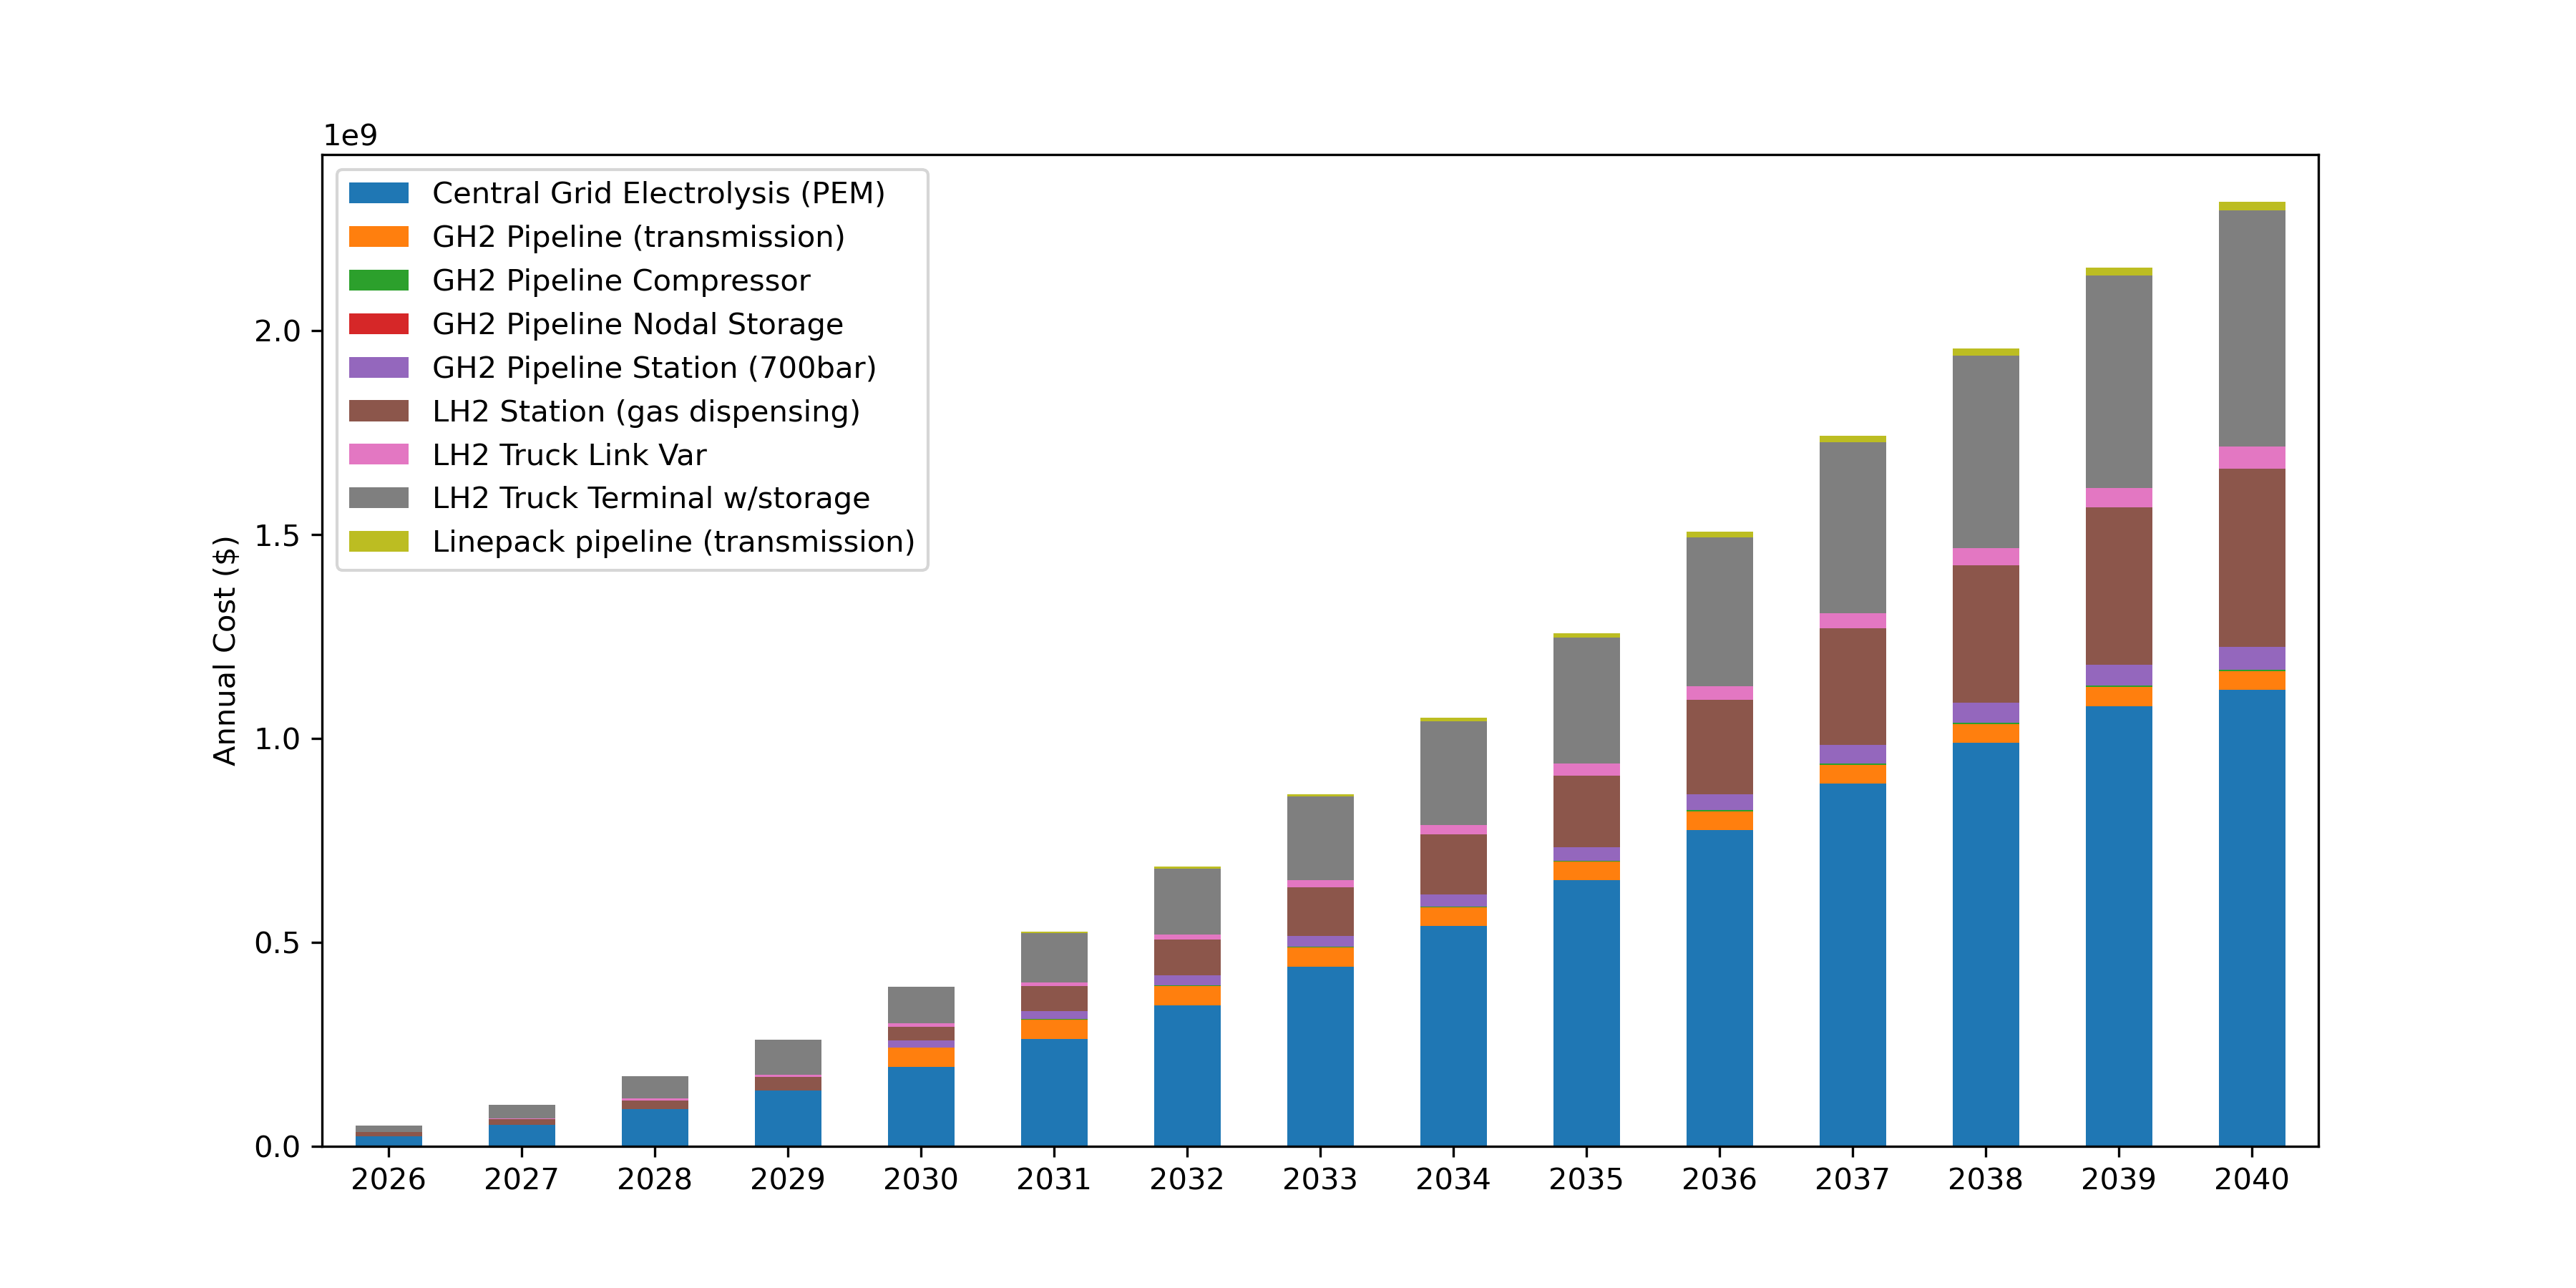 1e9
Central Grid Electrolysis (PEM)
GH2 Pipeline (transmission)
GH2 Pipeline Compressor
GH2 Pipeline Nodal Storage
GH2 Pipeline Station (700bar)
LH2 Station (gas dispensing)
LH2 Truck Link Var
LH2 Truck Terminal w/storage
Linepack pipeline (transmission)
Annual Cost ($)
2.0
1.5
1.0
0.5
0.0
2026 2027 2028 2029 2030 2031 2032 2033 2034 2035 2036 2037 2038 2039 2040